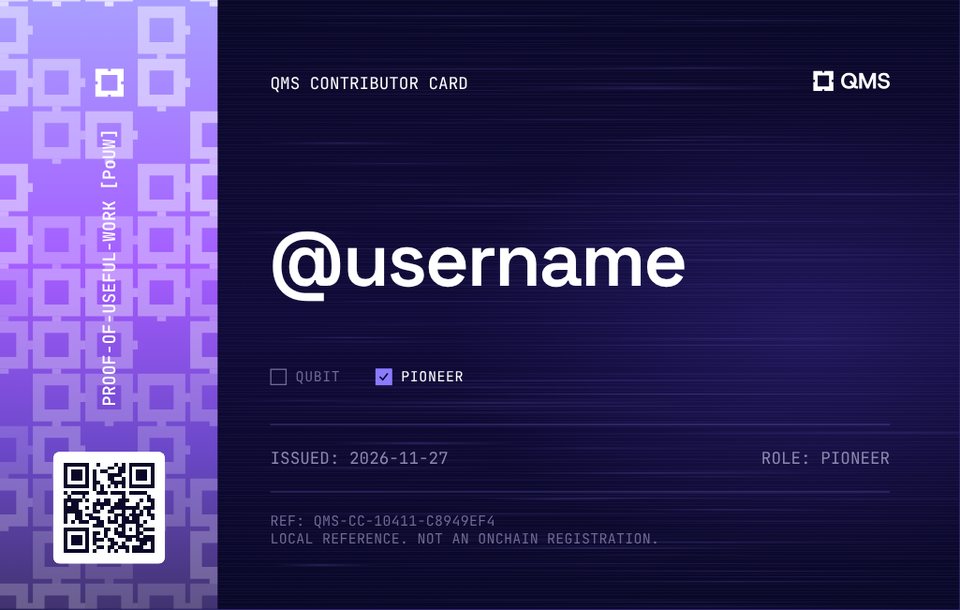 PROOF-OF-USEFUL-WORK [PoUW]
QMS CONTRIBUTOR CARD
QMS
@username
QUBIT
PIONEER
ISSUED: 2026-11-27
ROLE: PIONEER
REF: QMS-CC-10411-C8949EF4
LOCAL REFERENCE. NOT AN ONCHAIN REGISTRATION.